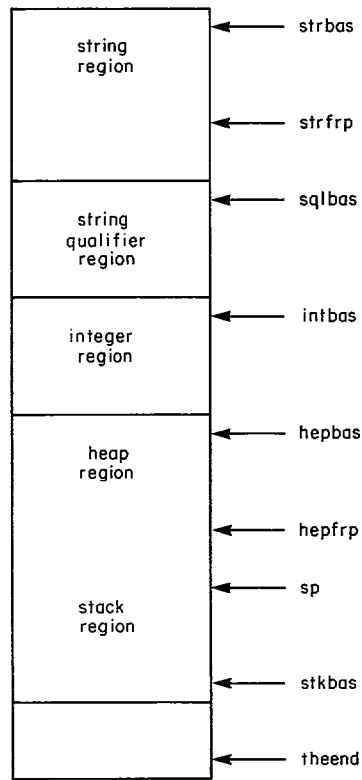 string
region
strbas
strfrp
string
qualifier
region
sqlbas
integer
region
intbas
heap
region
hepbas
hepfrp
stack
region
sp
stkbas
theend